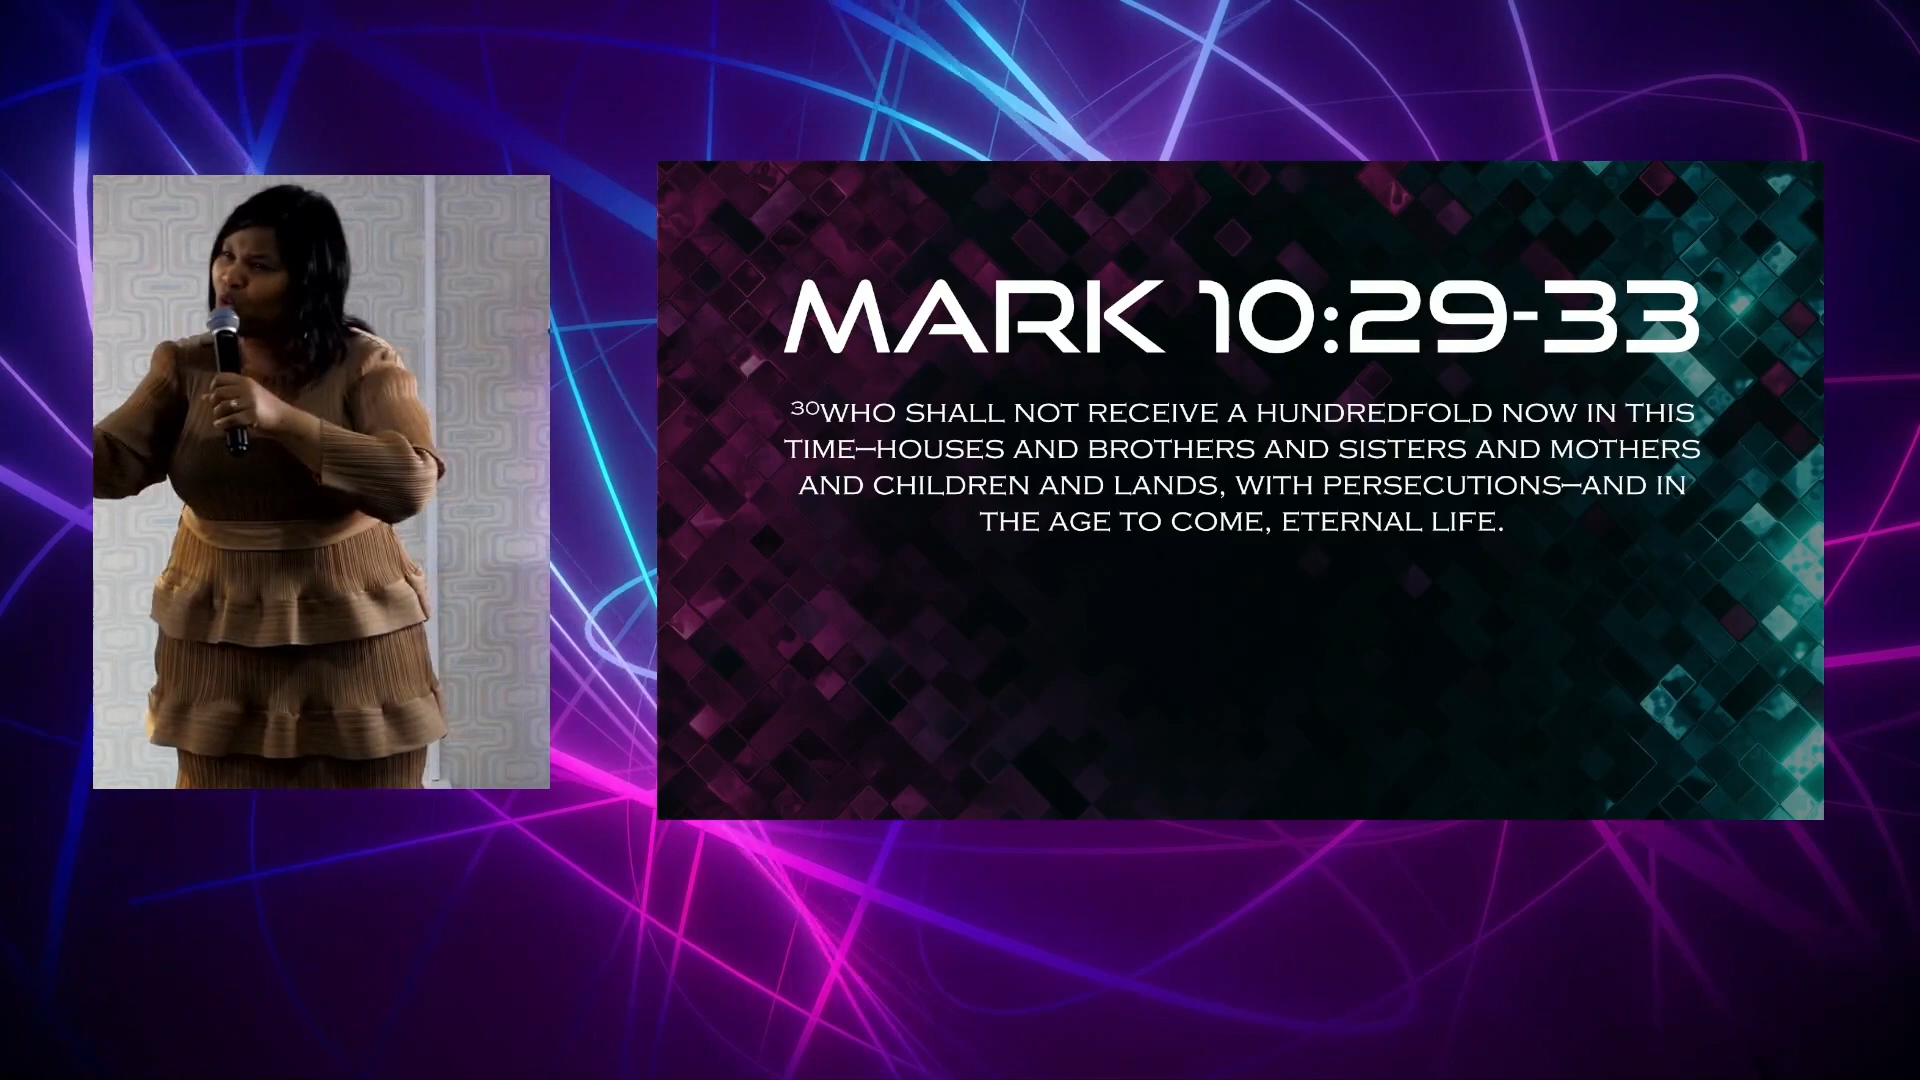 MARK 10:29-33
30WHO SHALL NOT RECEIVE A HUNDREDFOLD NOW IN THIS
TIME—HOUSES AND BROTHERS AND SISTERS AND MOTHERS
AND CHILDREN AND LANDS, WITH PERSECUTIONS—AND IN
THE AGE TO COME, ETERNAL LIFE.